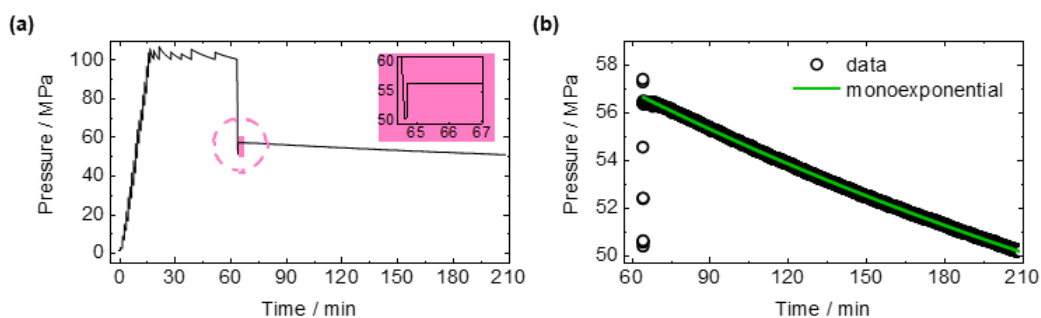 (a)
Pressure / MPa
100
80
60
40
20
0
0 30 60 90 120 150 180 210
Time / min
60
55
50
65 66 67
(b)
Pressure / MPa
58
56
54
52
50
60 90 120 150 180 210
Time / min
data
monoexponential